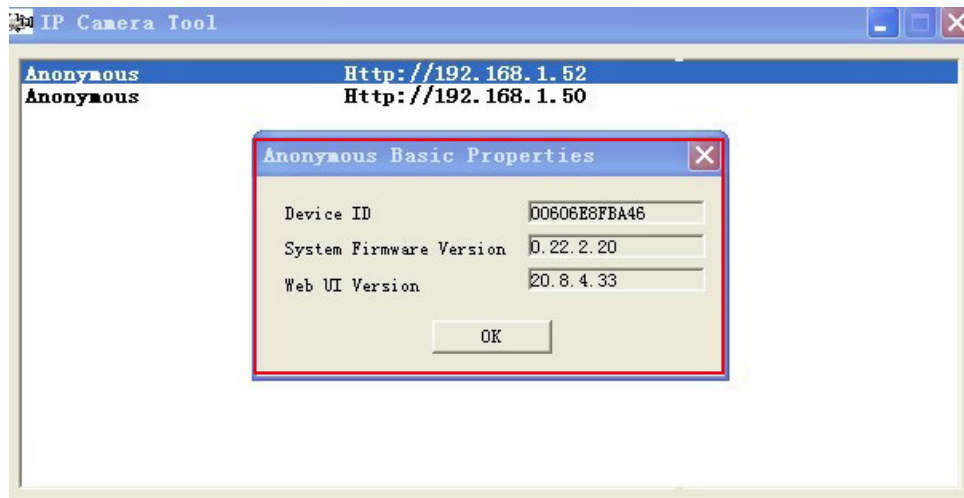 IP Camera Tool
Anonymous Http://192.168.1.52
Anonymous Http://192.168.1.50
Anonymous Basic Properties
Device ID 00606E8FBA46
System Firmware Version 0.22.2.20
Web UI Version 20.8.4.33
OK